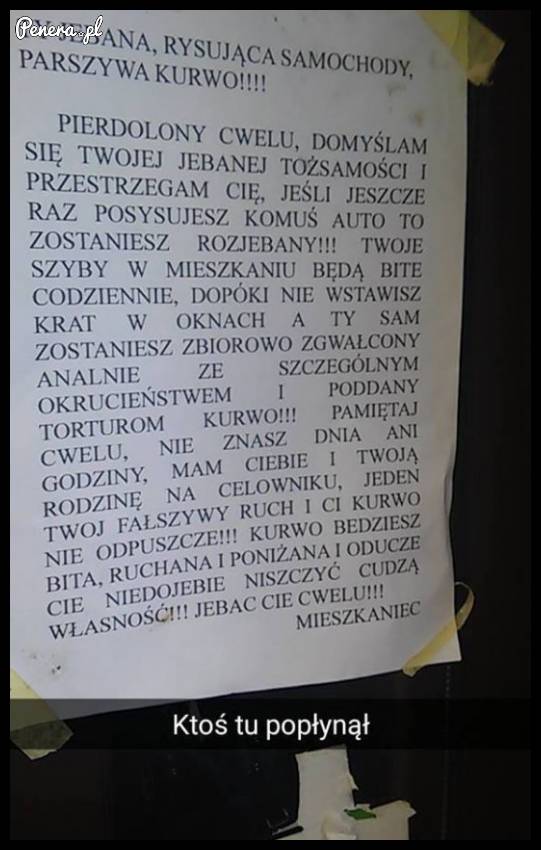 Penera.pl
JEBANA, RYSUJĄCA SAMOCHODY,
PARSZYWA KURWO!!!!
PIERDOLONY CWELU, DOMYŚLAM
SIĘ TWOJEJ JEBANEJ TOŻSAMOŚCI I
PRZESTRZEGAM CIĘ, JEŚLI JESZCZE
RAZ POSYSUJESZ KOMUŚ AUTO TO
ZOSTANIESZ ROZJEBANY!!! TWOJE
SZYBY W MIESZKANIU BĘDĄ BITE
CODZIENNIE, DOPÓKI NIE WSTAWISZ
KRAT W OKNACH A TY SAM
ZOSTANIESZ ZBIOROWO ZGWAŁCONY
ANALNIE ZE SZCZEGÓLNYM
OKRUCIEŃSTWEM I PODDANY
TORTUROM KURWO!!! PAMIĘTAJ
CWELU, NIE ZNASZ DNIA ANI
GODZINY, MAM CIEBIE I TWOJĄ
RODZINĘ NA CELOWNIKU, JEDEN
TWOJ FAŁSZYWY RUCH I CI KURWO
NIE ODPUSZCZE!!! KURWO BEDZIESZ
BITA, RUCHANA I PONIŻANA I ODUCZE
CIE NIEDOJEBIE NISZCZYĆ CUDZĄ
WŁASNOŚĆ!!! JEBAC CIE CWELU!!!
MIESZKANIEC
Ktoś tu popłynął